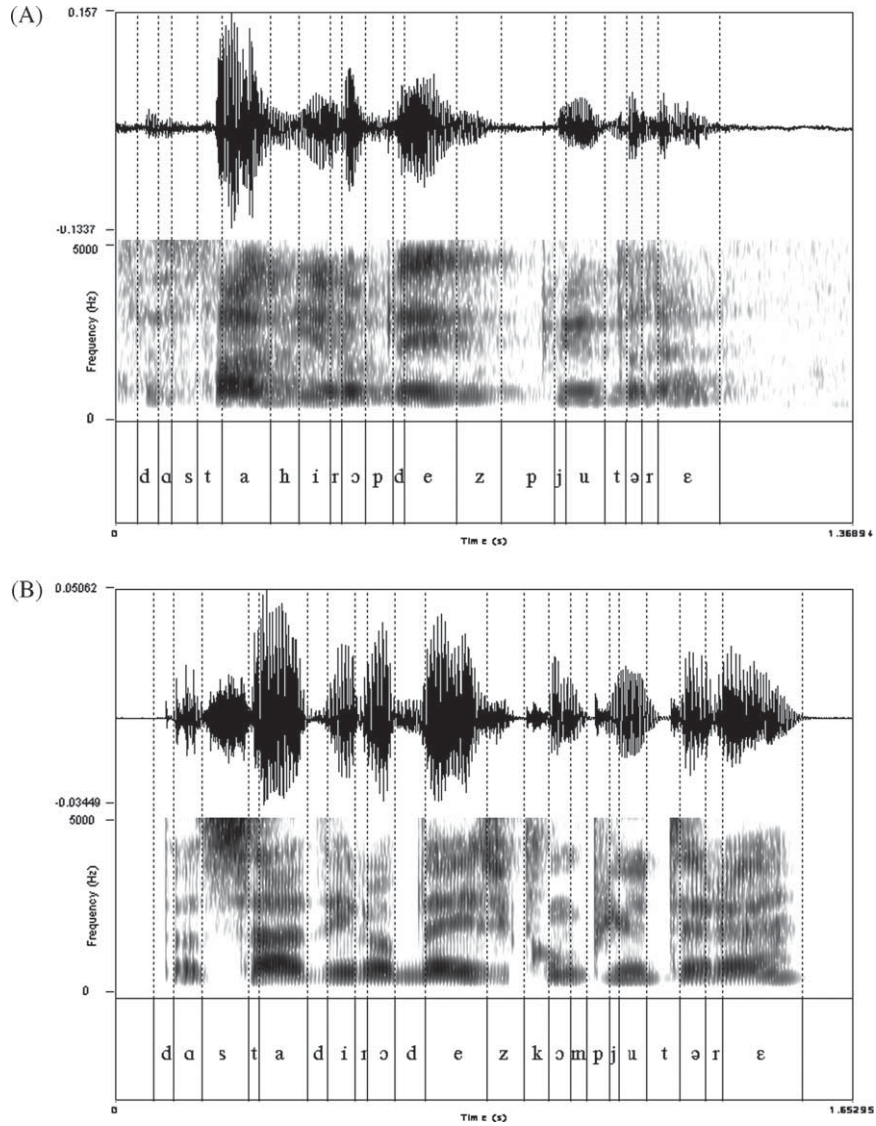 (A)
0.157
-0.1337
5000
Frequency (Hz)
0
d ɑ s t a h i r ɔ p d e z p j u t ə r ɛ
0
Time (s)
1.36894
(B)
0.05062
-0.03449
5000
Frequency (Hz)
0
d ɑ s t a d i r ɔ d e z k ɔ m p j u t ə r ɛ
0
Time (s)
1.65295